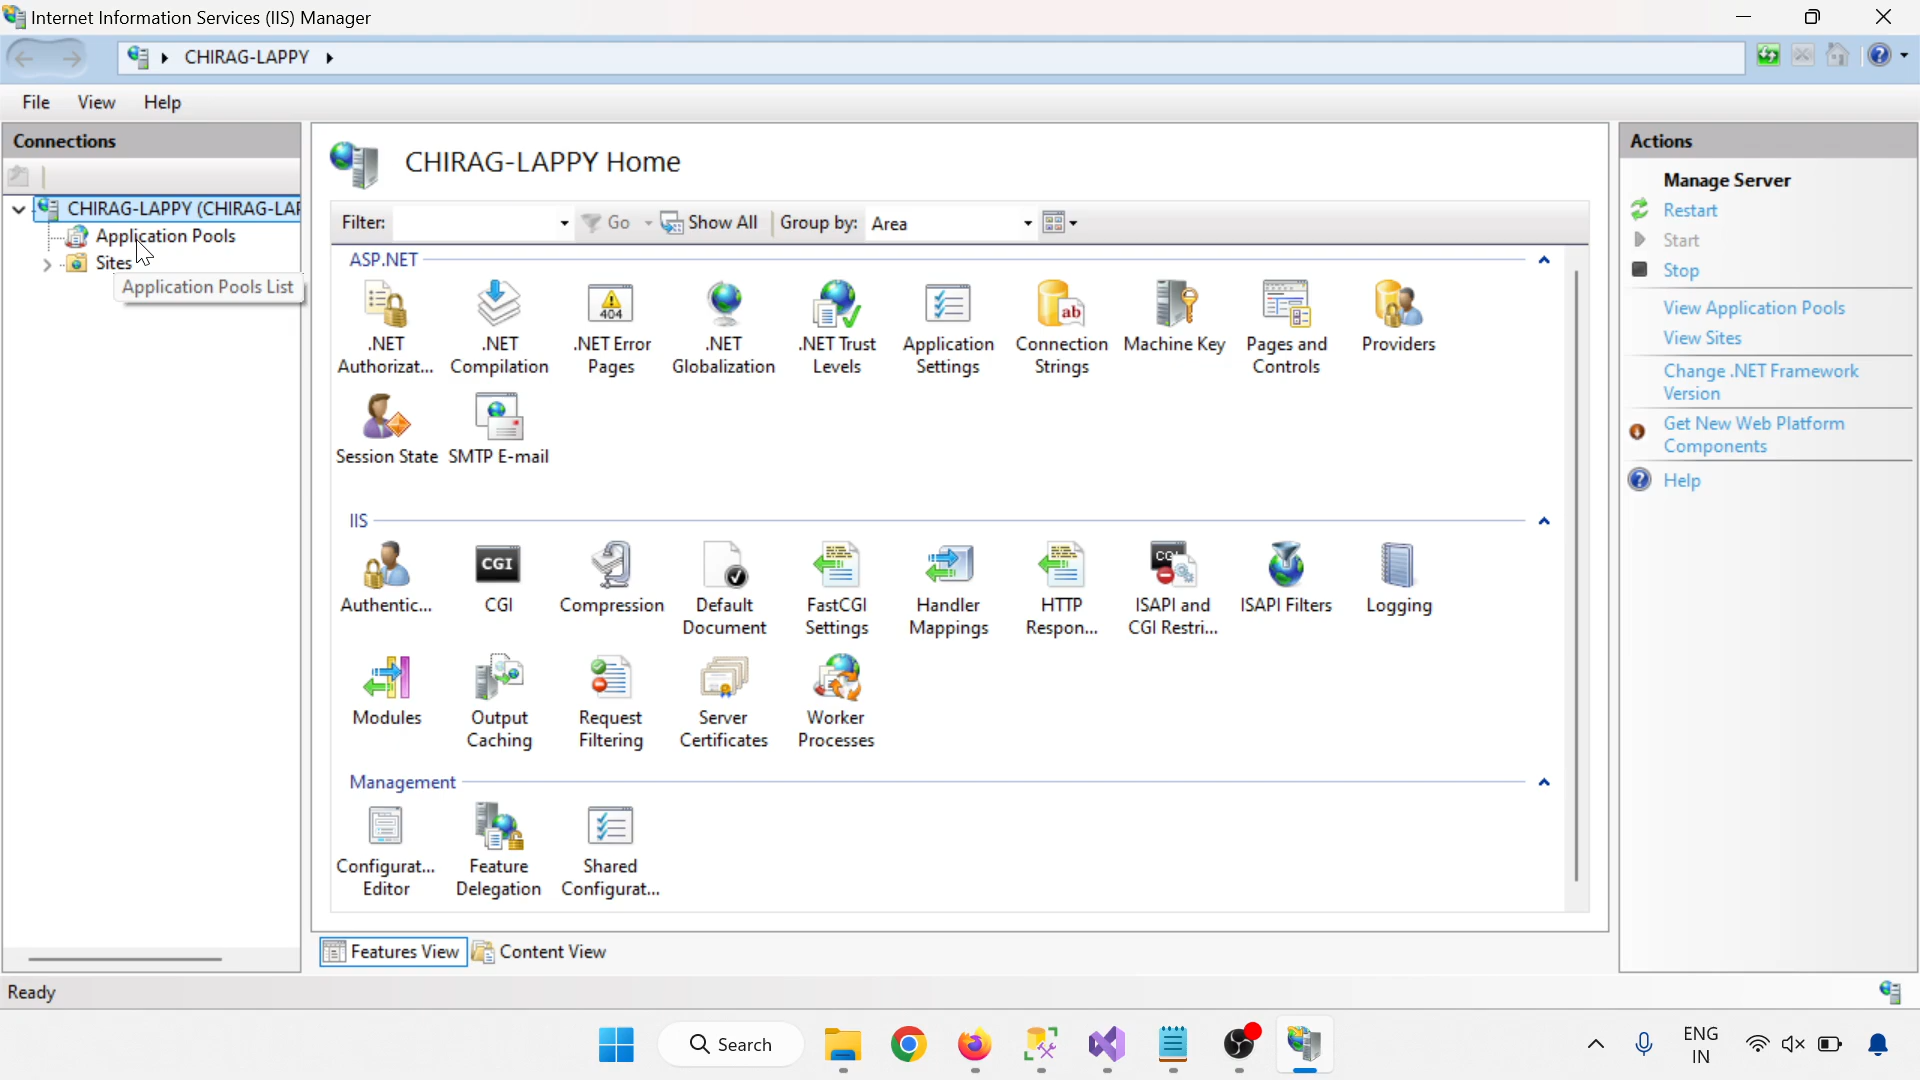 Internet Information Services (IIS) Manager
CHIRAG-LAPPY
File View Help
Connections
CHIRAG-LAPPY (CHIRAG-LAP
Application Pools
Sites
Application Pools List
CHIRAG-LAPPY Home
Filter: Go Show All Group by: Area
ASP.NET
.NET Authorizat...
.NET Compilation
.NET Error Pages
.NET Globalization
.NET Trust Levels
Application Settings
Connection Strings
Machine Key
Pages and Controls
Providers
Session State
SMTP E-mail
IIS
Authentic...
CGI
Compression
Default Document
FastCGI Settings
Handler Mappings
HTTP Respon...
ISAPI and CGI Restri...
ISAPI Filters
Logging
Modules
Output Caching
Request Filtering
Server Certificates
Worker Processes
Management
Configurat... Editor
Feature Delegation
Shared Configurat...
Features View Content View
Actions
Manage Server
Restart
Start
Stop
View Application Pools
View Sites
Change .NET Framework
Version
Get New Web Platform
Components
Help
Ready
Search
ENG
IN